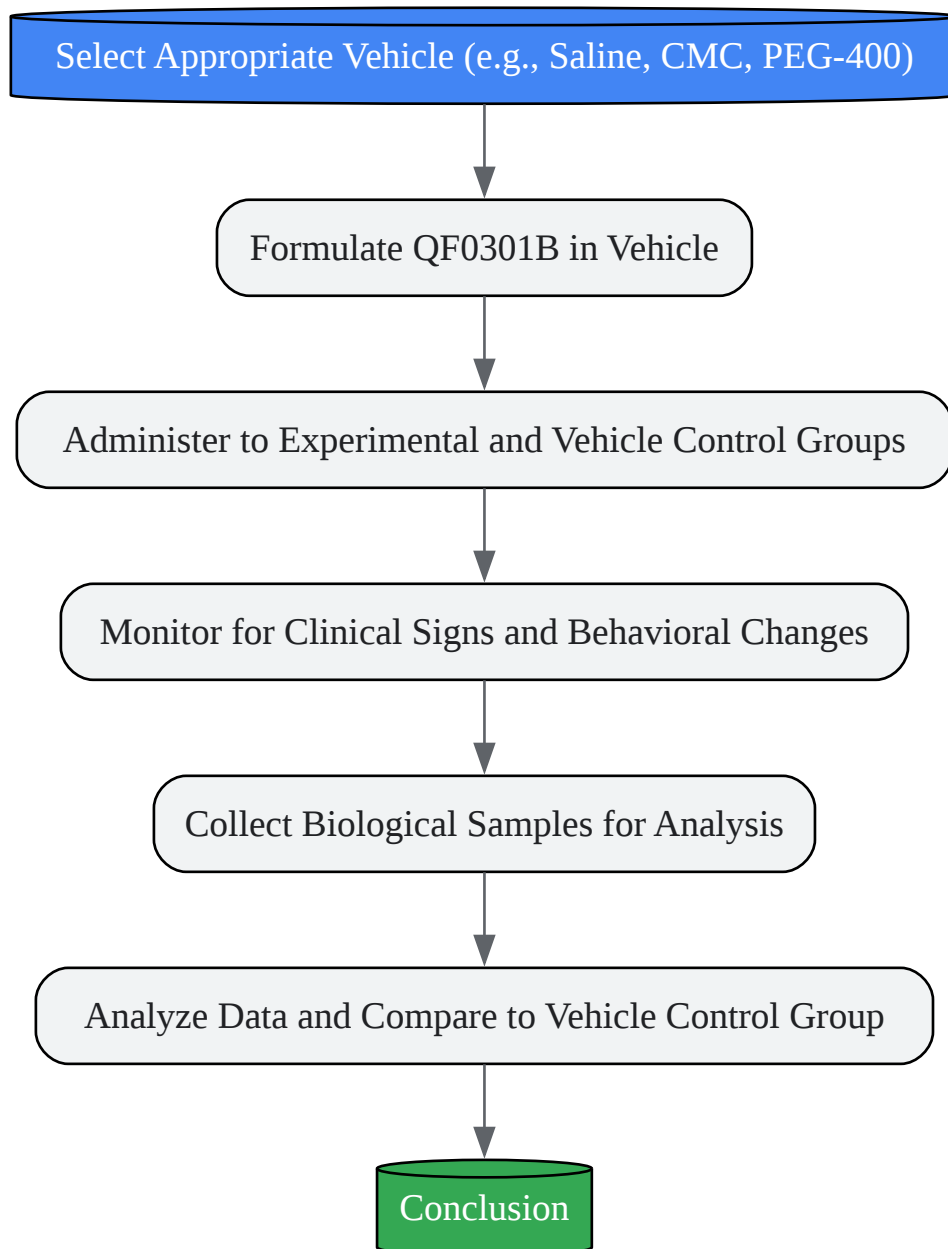 Select Appropriate Vehicle (e.g., Saline, CMC, PEG-400)
Formulate QF0301B in Vehicle
Administer to Experimental and Vehicle Control Groups
Monitor for Clinical Signs and Behavioral Changes
Collect Biological Samples for Analysis
Analyze Data and Compare to Vehicle Control Group
Conclusion